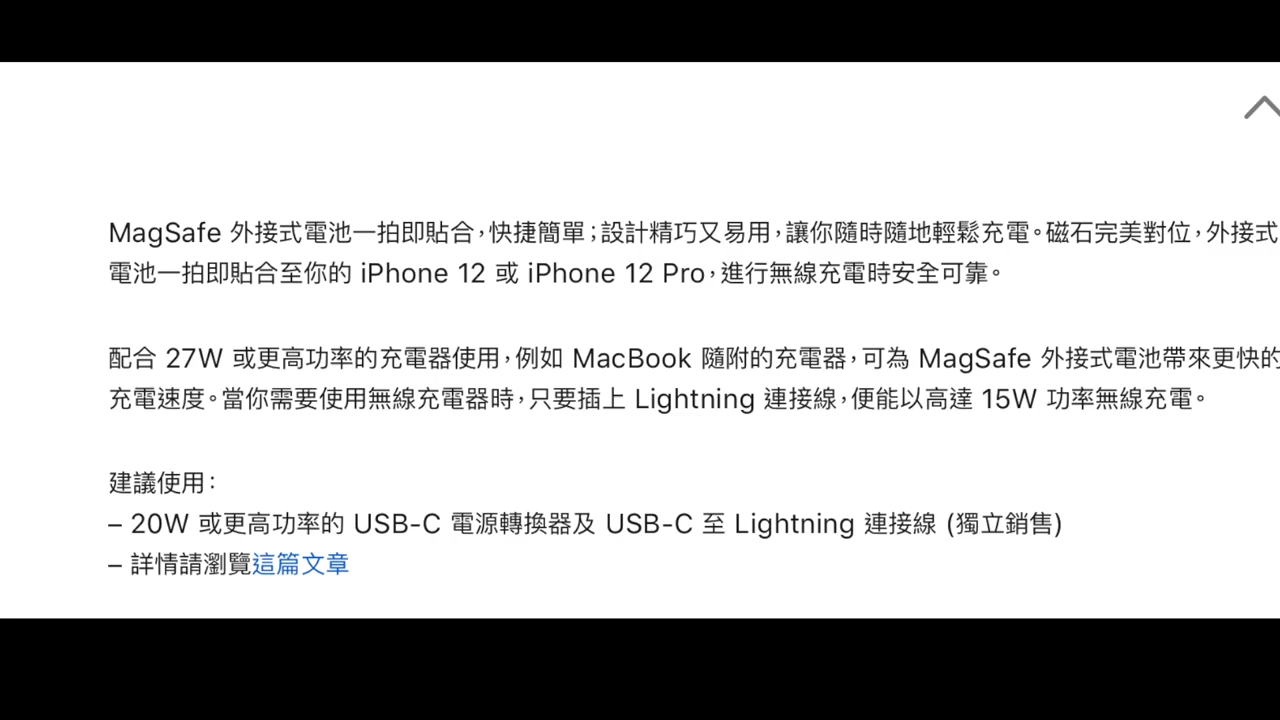 MagSafe 外接式電池一拍即貼合，快捷簡單；設計精巧又易用，讓你隨時隨地輕鬆充電。磁石完美對位，外接式
電池一拍即貼合至你的 iPhone 12 或 iPhone 12 Pro，進行無線充電時安全可靠。
配合 27W 或更高功率的充電器使用，例如 MacBook 隨附的充電器，可為 MagSafe 外接式電池帶來更快的
充電速度。當你需要使用無線充電器時，只要插上 Lightning 連接線，便能以高達 15W 功率無線充電。
建議使用：
– 20W 或更高功率的 USB-C 電源轉換器及 USB-C 至 Lightning 連接線 (獨立銷售)
– 詳情請瀏覽這篇文章